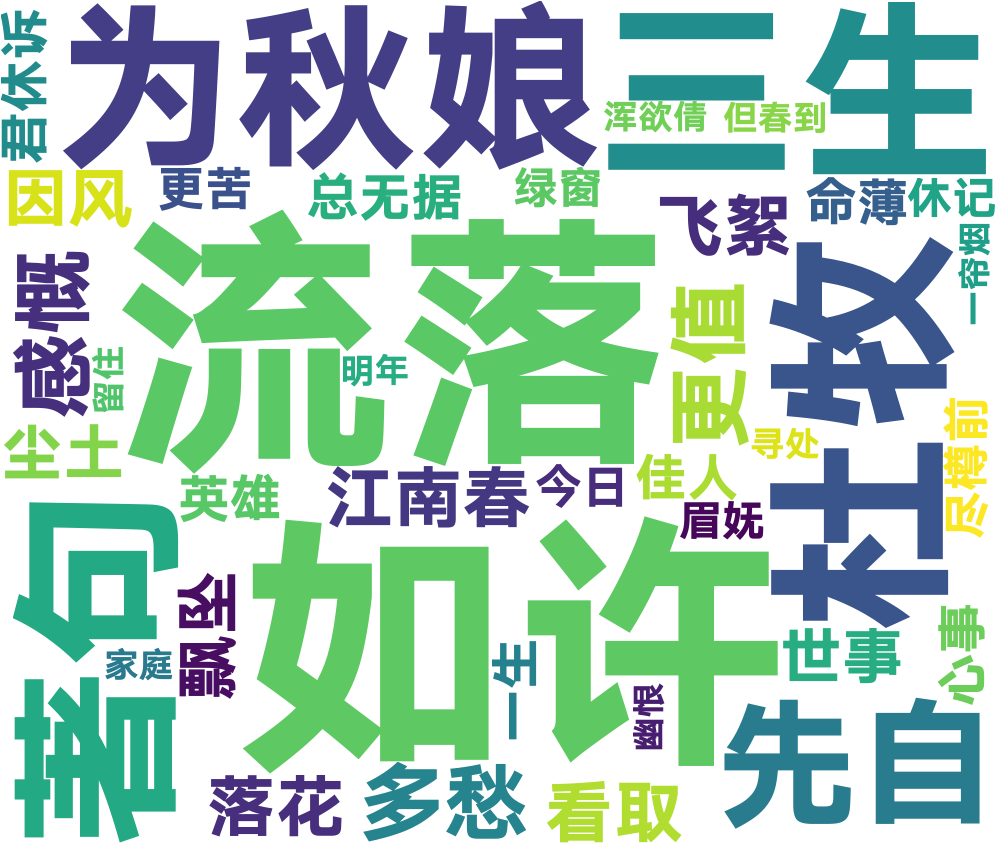 君休诉
为秋娘
三生
浑欲倩
但春到
因风
更苦
总无据
绿窗
飞絮
命薄
休记
一帘烟
感慨
流落
更值
杜牧
留住
明年
尘土
英雄
江南春
今日
佳人
寻处
尽樽前
眉妩
著句
如许
飘坠
家庭
一生
幽恨
世事
心事
落花
多愁
看取
先自